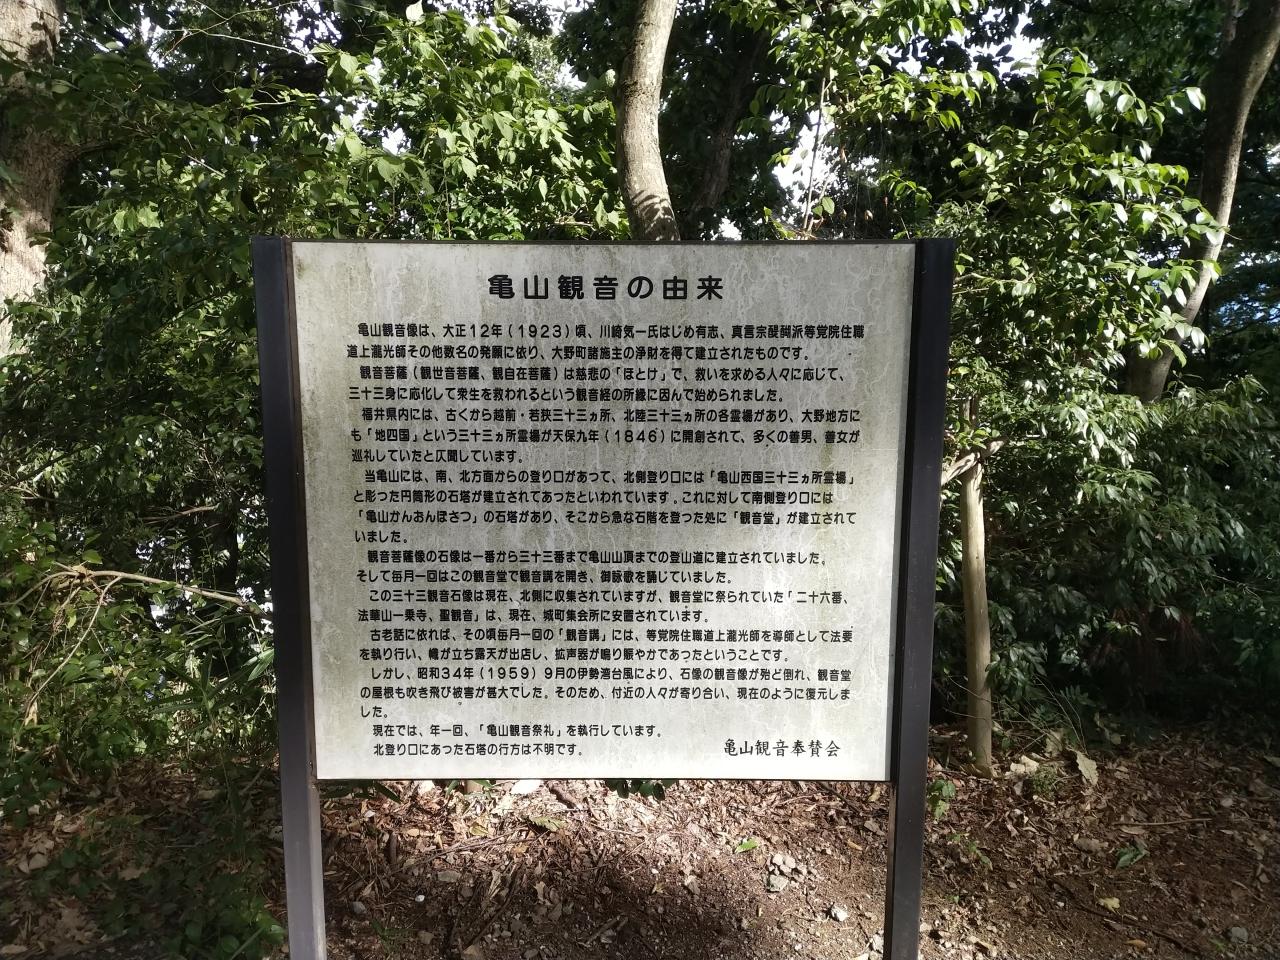 亀山観音の由来
亀山観音像は、大正12年(1923)頃、川崎気一氏はじめ有志、真言宗醍醐派等覚院住職
道上瀧光師その他数名の発願に依り、大野町諸施主の浄財を得て建立されたものです。
観音菩薩(観世音菩薩、観自在菩薩)は慈悲の「ほとけ」で、救いを求める人々に応じて、
三十三身に応化して衆生を救われるという観音経の所縁に因んで始められました。
福井県内には、古くから越前・若狭三十三ヵ所、北陸三十三ヵ所の各霊場があり、大野地方に
も「地四国」という三十三ヵ所霊場が天保九年(1846)に開創されて、多くの善男、善女が
巡礼していたと仄聞しています。
当亀山には、南、北方面からの登り口があって、北側登り口には「亀山西国三十三ヵ所霊場」
と彫った円筒形の石塔が建立されてあったといわれています。これに対して南側登り口には
「亀山かんおんぼさつ」の石塔があり、そこから急な石階を登った処に「観音堂」が建立されて
いました。
観音菩薩像の石像は一番から三十三番まで亀山山頂までの登山道に建立されていました。
そして毎月一回はこの観音堂で観音講を開き、御詠歌を誦じていました。
この三十三観音石像は現在、北側に収集されていますが、観音堂に祭られていた「二十六番、
法華山一乗寺、聖観音」は、現在、城町集会所に安置されています。
古老話に依れば、その頃毎月一回の「観音講」には、等覚院住職道上瀧光師を導師として法要
を執り行い、幟が立ち露天が出店し、拡声器が鳴り賑やかであったということです。
しかし、昭和34年(1959)9月の伊勢湾台風により、石像の観音像が殆ど倒れ、観音堂
の屋根も吹き飛び被害が甚大でした。そのため、付近の人々が寄り合い、現在のように復元しま
した。
現在では、年一回、「亀山観音祭礼」を執行しています。
北登り口にあった石塔の行方は不明です。
亀山観音奉賛会